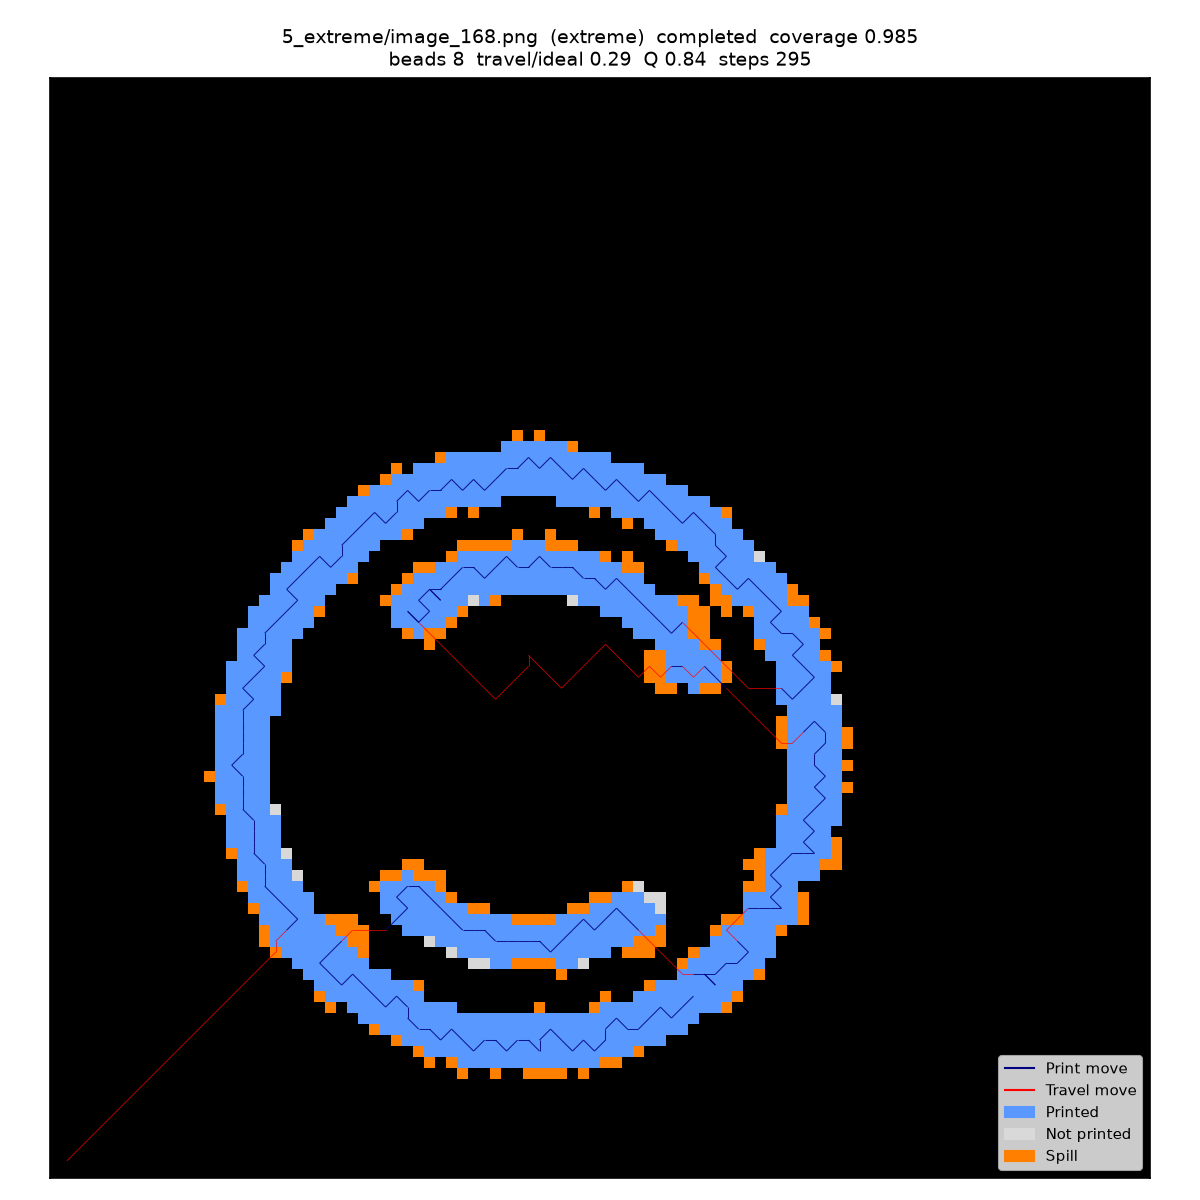 5_extreme/image_168.png  (extreme)  completed  coverage 0.985
beads 8  travel/ideal 0.29  Q 0.84  steps 295
Print move
Travel move
Printed
Not printed
Spill